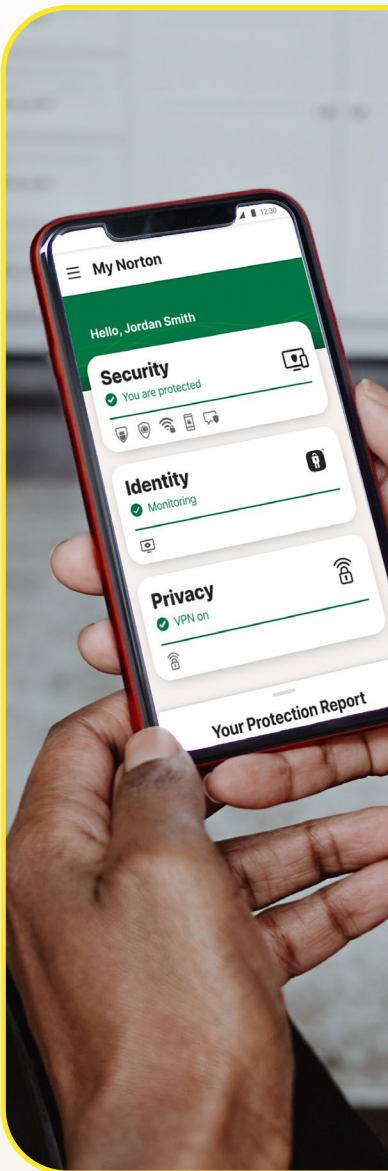 12:30
My Norton
Hello, Jordan Smith
Security
You are protected
Identity
Monitoring
Privacy
VPN on
Your Protection Report